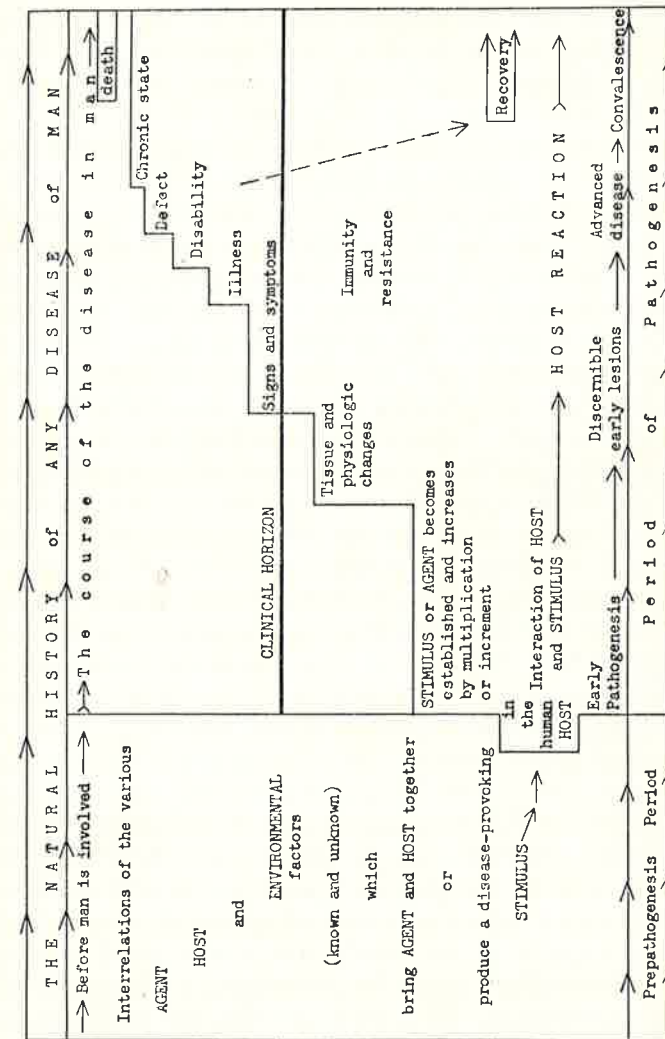 THE NATURAL HISTORY of ANY DISEASE of MAN
Before man is involved
The course of the disease in man
Interrelations of the various
AGENT
HOST
and
ENVIRONMENTAL
factors
(known and unknown)
which
bring AGENT and HOST together
or
produce a disease-provoking
STIMULUS
in
the
human
HOST
death
Chronic state
Defect
Disability
Illness
Signs and symptoms
CLINICAL HORIZON
Tissue and
physiologic
changes
Immunity
and
resistance
STIMULUS or AGENT becomes
established and increases
by multiplication
or increment
Recovery
Interaction of HOST
and STIMULUS
HOST REACTION
Early
Pathogenesis
Discernible
early lesions
Advanced
disease
Convalescence
Prepathogenesis Period
Period of Pathogenesis